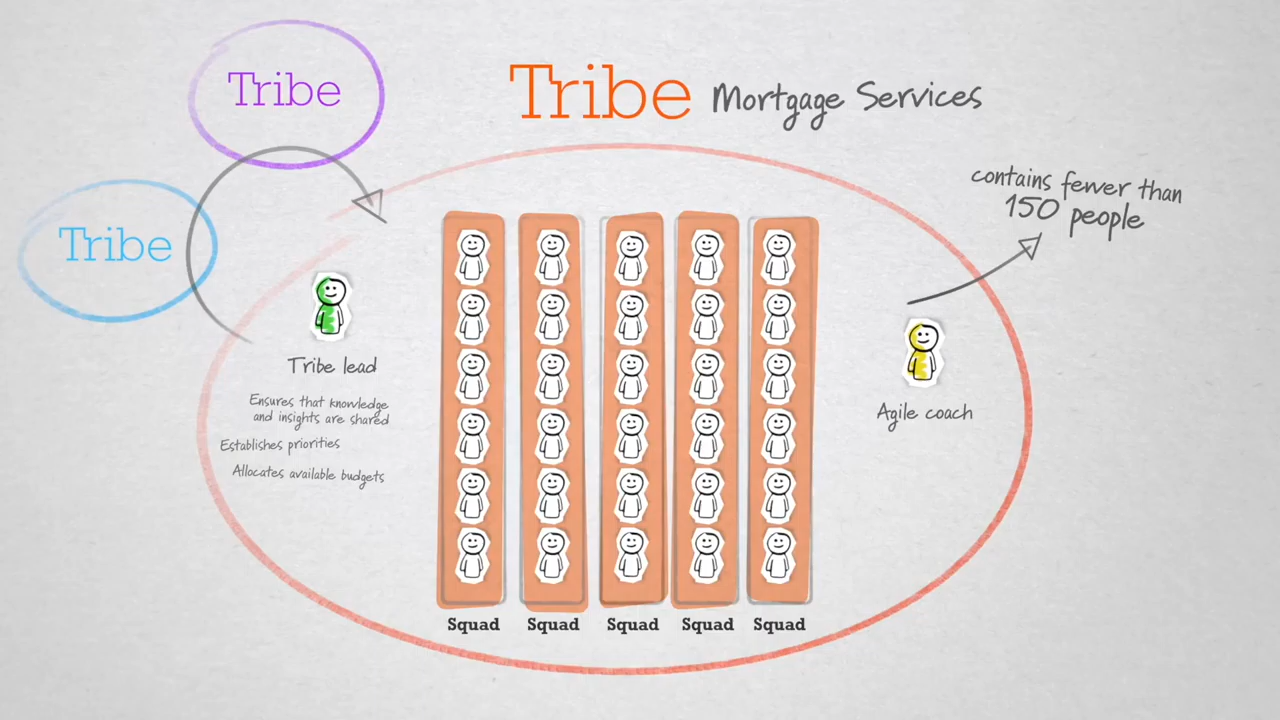 Tribe
Tribe Mortgage Services
contains fewer than
150 people
Tribe
Tribe lead
Ensures that knowledge
and insights are shared
Establishes priorities
Allocates available budgets
Agile coach
Squad Squad Squad Squad Squad